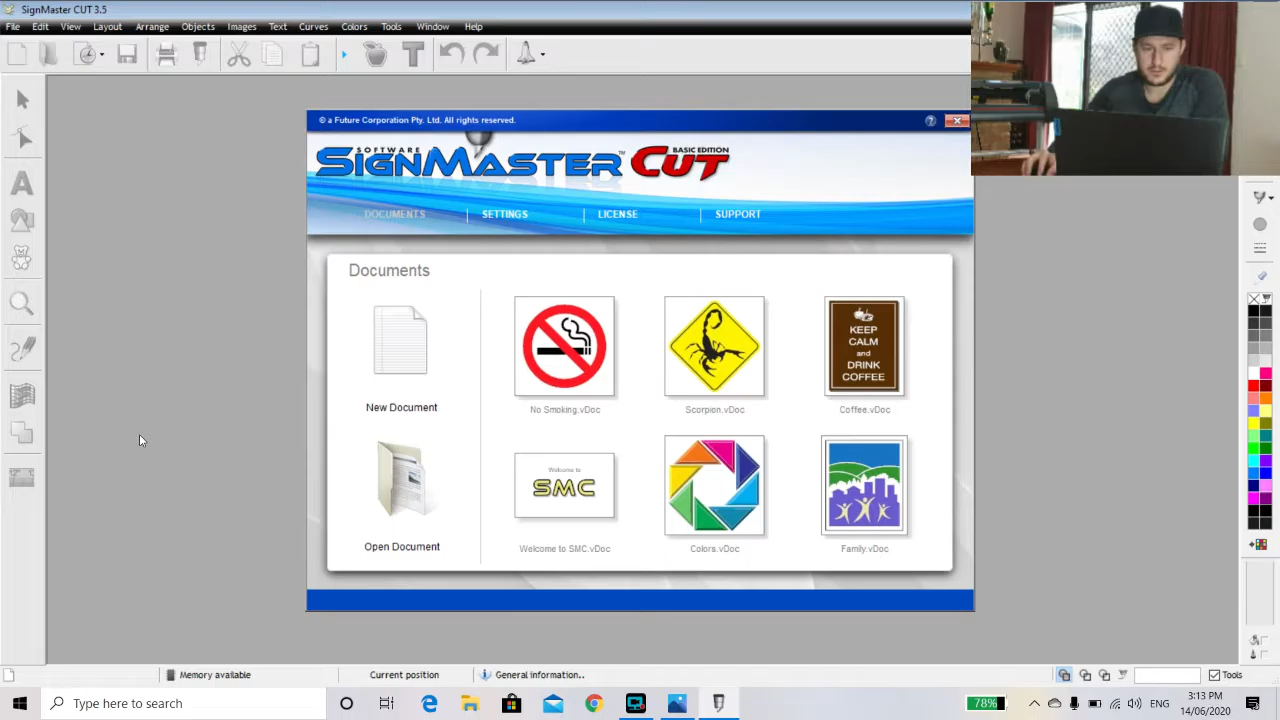 SignMaster CUT 3.5
File Edit View Layout Arrange Objects Images Text Curves Colors Tools Window Help
© a Future Corporation Pty. Ltd. All rights reserved.
SOFTWARE BASIC EDITION
SIGNMASTER™ CUT
DOCUMENTS SETTINGS LICENSE SUPPORT
Documents
KEEP
CALM
and
DRINK
COFFEE
New Document
No Smoking.vDoc Scorpion.vDoc Coffee.vDoc
Welcome to
SMC
Open Document
Welcome to SMC.vDoc Colors.vDoc Family.vDoc
Memory available Current position General information.. Tools
Type here to search
78% ENG
3:13 PM
14/06/2020